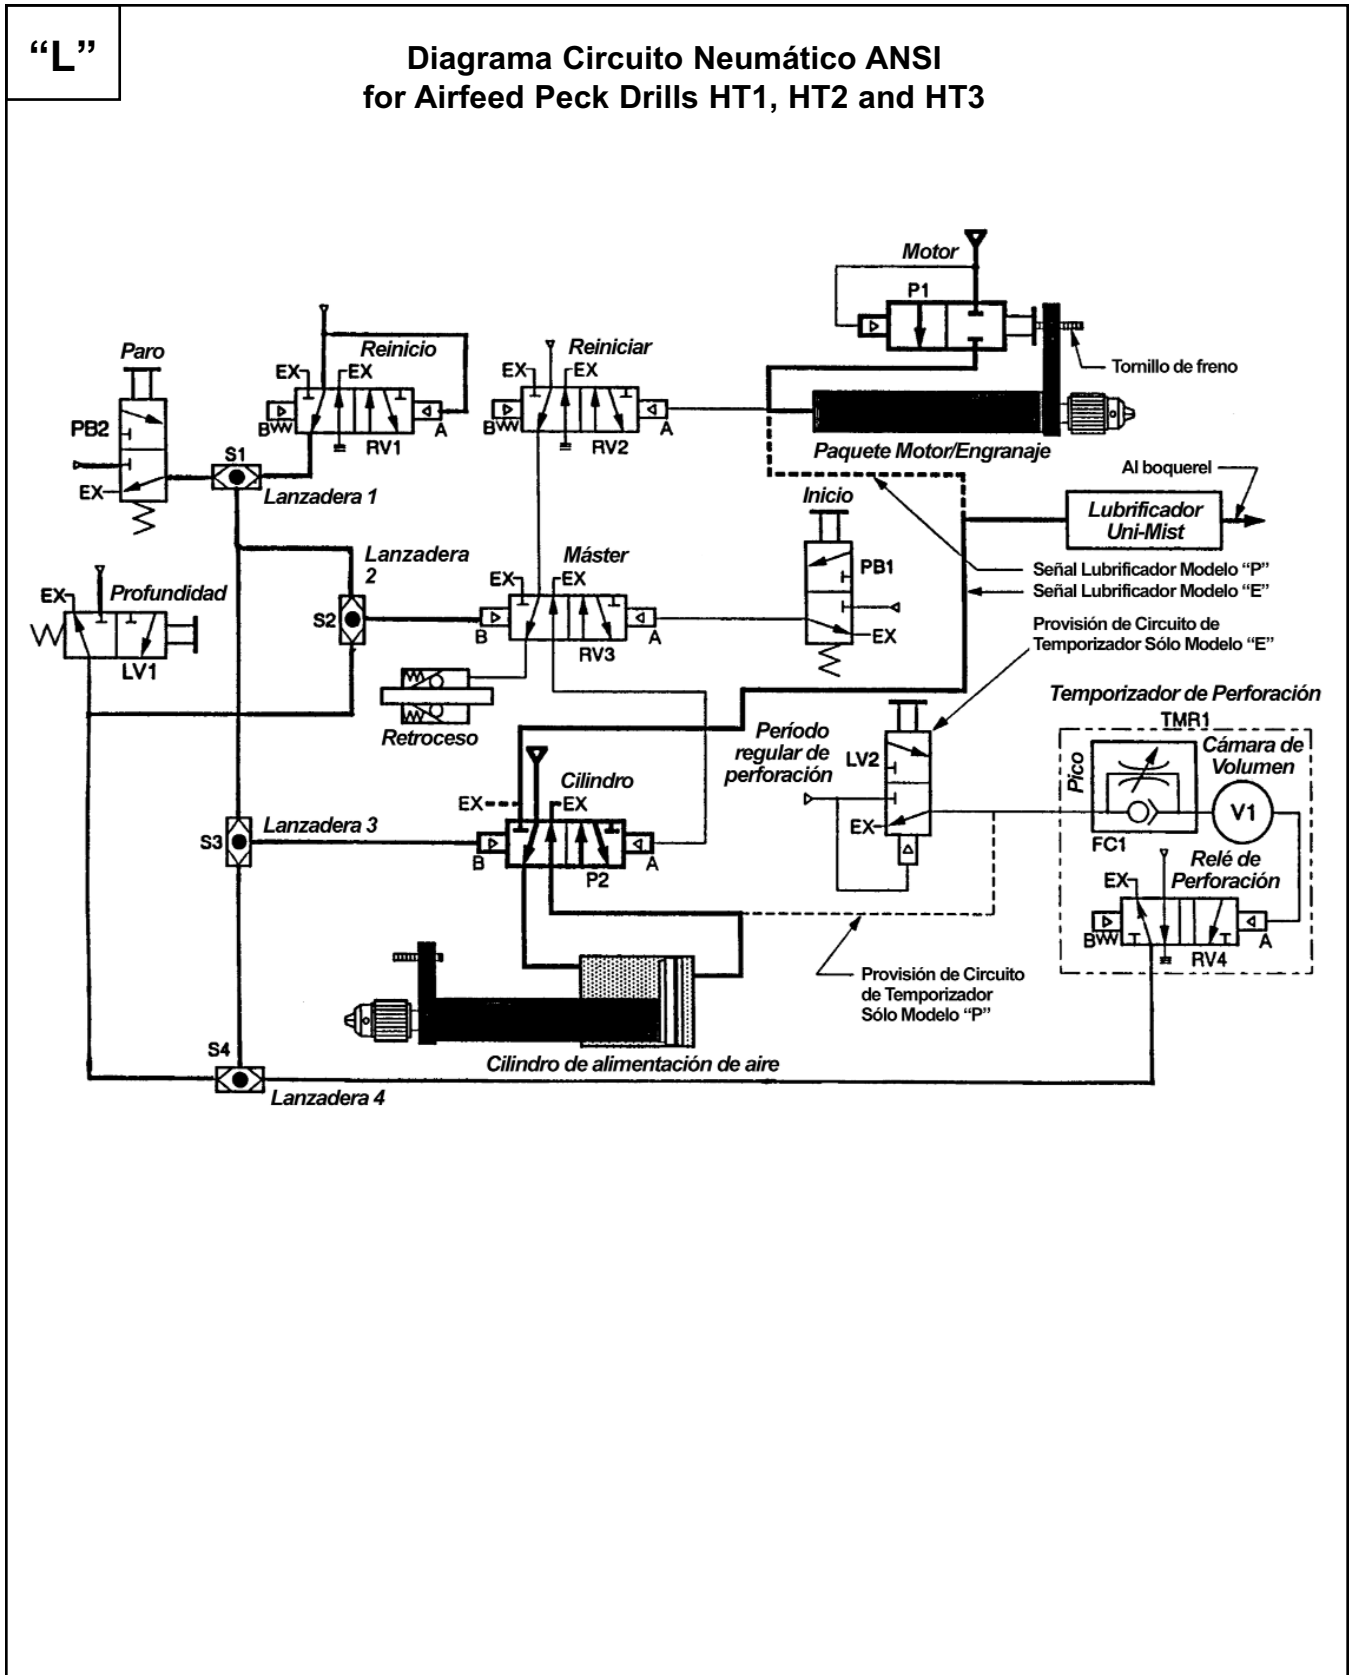 “L”
Diagrama Circuito Neumático ANSI
for Airfeed Peck Drills HT1, HT2 and HT3
Motor
P1
Tornillo de freno
Paquete Motor/Engranaje
Paro
PB2
EX
Reinicio
EX
EX
B
RV1
A
S1
Lanzadera 1
Reiniciar
EX
EX
B
RV2
A
Al boquerel
Lubrificador
Uni-Mist
Inicio
PB1
EX
Señal Lubrificador Modelo “P”
Señal Lubrificador Modelo “E”
Provisión de Circuito de
Temporizador Sólo Modelo “E”
Lanzadera
2
S2
Máster
EX
EX
B
RV3
A
EX
Profundidad
LV1
Retroceso
Temporizador de Perforación
TMR1
Período
regular de
perforación
LV2
EX
Pico
Cámara de
Volumen
V1
FC1
Relé de
Perforación
EX
B
RV4
A
Cilindro
EX
EX
B
P2
A
S3
Lanzadera 3
Provisión de Circuito
de Temporizador
Sólo Modelo “P”
Cilindro de alimentación de aire
S4
Lanzadera 4